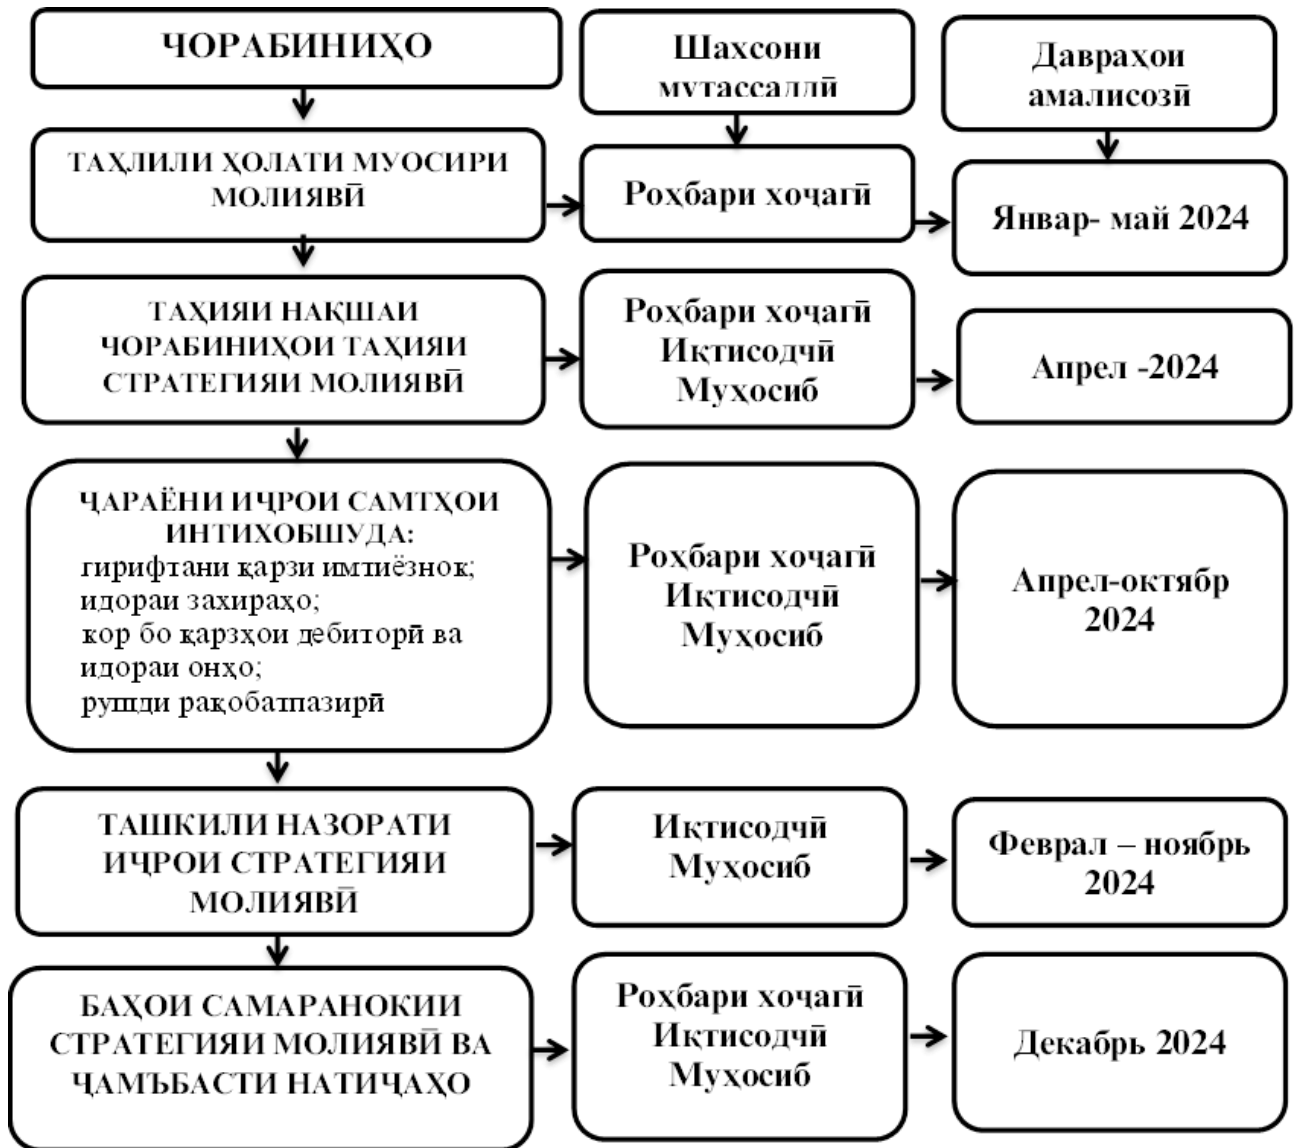 ЧОРАБИНИҲО
Шахсони
мутассаддӣ
Давраҳои
амалисозӣ
ТАҲЛИЛИ ҲОЛАТИ МУОСИРИ
МОЛИЯВӢ
Роҳбари хоҷагӣ
Январ- май 2024
ТАҲИЯИ НАҚШАИ
ЧОРАБИНИҲОИ ТАҲИЯИ
СТРАТЕГИЯИ МОЛИЯВӢ
Роҳбари хоҷагӣ
Иқтисодчӣ
Муҳосиб
Апрел -2024
ҶАРАЁНИ ИҶРОИ САМТҲОИ
ИНТИХОБШУДА:
гирифтани қарзи имтиёзнок;
идораи захираҳо;
кор бо қарзҳои дебиторӣ ва
идораи онҳо;
рушди рақобатпазирӣ
Роҳбари хоҷагӣ
Иқтисодчӣ
Муҳосиб
Апрел-октябр
2024
ТАШКИЛИ НАЗОРАТИ
ИҶРОИ СТРАТЕГИЯИ
МОЛИЯВӢ
Иқтисодчӣ
Муҳосиб
Феврал – ноябрь
2024
БАҲОИ САМАРАНОКИИ
СТРАТЕГИЯИ МОЛИЯВӢ ВА
ҶАМЪБАСТИ НАТИҶАҲО
Роҳбари хоҷагӣ
Иқтисодчӣ
Муҳосиб
Декабрь 2024